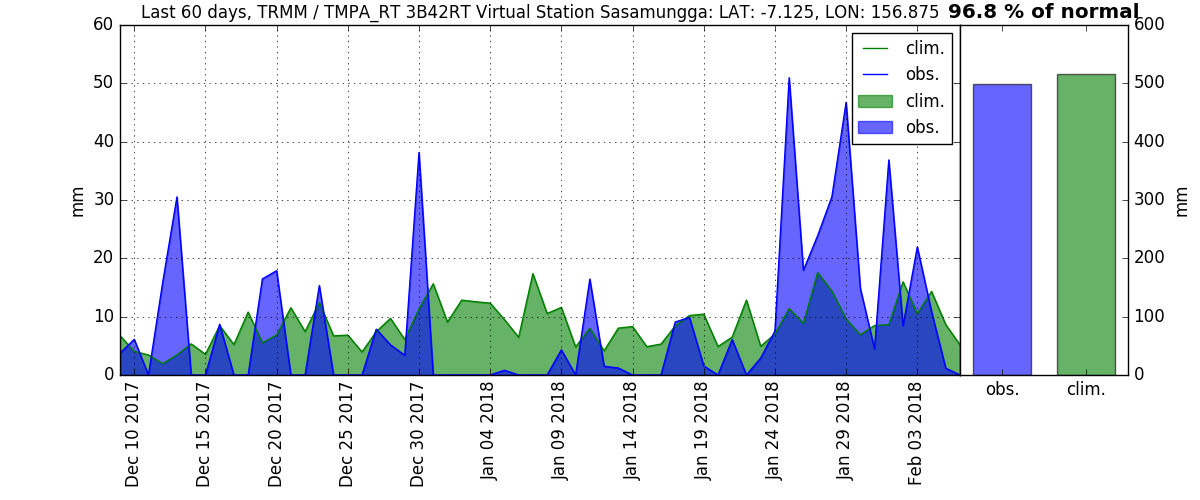 Last 60 days, TRMM / TMPA_RT 3B42RT Virtual Station Sasamungga: LAT: -7.125, LON: 156.875 96.8 % of normal
60
50
40
30
20
10
0
mm
clim.
obs.
clim.
obs.
600
500
400
300
200
100
0
mm
obs.
clim.
Dec 10 2017
Dec 15 2017
Dec 20 2017
Dec 25 2017
Dec 30 2017
Jan 04 2018
Jan 09 2018
Jan 14 2018
Jan 19 2018
Jan 24 2018
Jan 29 2018
Feb 03 2018